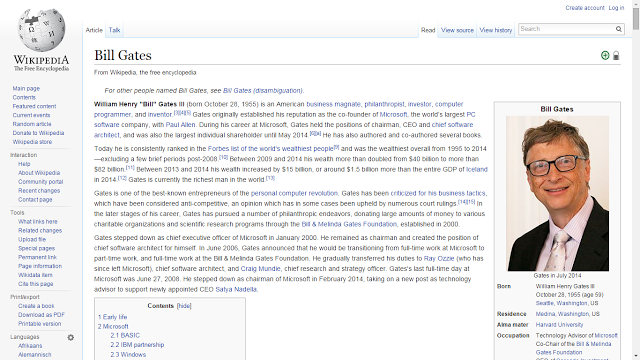 Create account Log in
WIKIPEDIA
The Free Encyclopedia
Main page
Contents
Featured content
Current events
Random article
Donate to Wikipedia
Wikipedia store
Interaction
Help
About Wikipedia
Community portal
Recent changes
Contact page
Tools
What links here
Related changes
Upload file
Special pages
Permanent link
Page information
Wikidata item
Cite this page
Print/export
Create a book
Download as PDF
Printable version
Languages
Afrikaans
Alemannisch
Article Talk
Read View source View history
Search
Bill Gates
From Wikipedia, the free encyclopedia
For other people named Bill Gates, see Bill Gates (disambiguation).
William Henry "Bill" Gates III (born October 28, 1955) is an American business magnate, philanthropist, investor, computer
programmer, and inventor.[3][4][5] Gates originally established his reputation as the co-founder of Microsoft, the world's largest PC
software company, with Paul Allen. During his career at Microsoft, Gates held the positions of chairman, CEO and chief software
architect, and was also the largest individual shareholder until May 2014.[6][a] He has also authored and co-authored several books.
Today he is consistently ranked in the Forbes list of the world's wealthiest people[9] and was the wealthiest overall from 1995 to 2014
—excluding a few brief periods post-2008.[10] Between 2009 and 2014 his wealth more than doubled from $40 billion to more than
$82 billion.[11] Between 2013 and 2014 his wealth increased by $15 billion, or around $1.5 billion more than the entire GDP of Iceland
in 2014.[12] Gates is currently the richest man in the world.[13]
Gates is one of the best-known entrepreneurs of the personal computer revolution. Gates has been criticized for his business tactics,
which have been considered anti-competitive, an opinion which has in some cases been upheld by numerous court rulings.[14][15] In
the later stages of his career, Gates has pursued a number of philanthropic endeavors, donating large amounts of money to various
charitable organizations and scientific research programs through the Bill & Melinda Gates Foundation, established in 2000.
Gates stepped down as chief executive officer of Microsoft in January 2000. He remained as chairman and created the position of
chief software architect for himself. In June 2006, Gates announced that he would be transitioning from full-time work at Microsoft to
part-time work, and full-time work at the Bill & Melinda Gates Foundation. He gradually transferred his duties to Ray Ozzie (who has
since left Microsoft), chief software architect, and Craig Mundie, chief research and strategy officer. Gates's last full-time day at
Microsoft was June 27, 2008. He stepped down as chairman of Microsoft in February 2014, taking on a new post as technology
advisor to support newly appointed CEO Satya Nadella.
Contents [hide]
1 Early life
2 Microsoft
2.1 BASIC
2.2 IBM partnership
2.3 Windows
Bill Gates
Gates in July 2014
Born William Henry Gates III
October 28, 1955 (age 59)
Seattle, Washington, US
Residence Medina, Washington, US
Alma mater Harvard University
Occupation Technology Advisor of Microsoft
Co-Chair of the Bill & Melinda
Gates Foundation